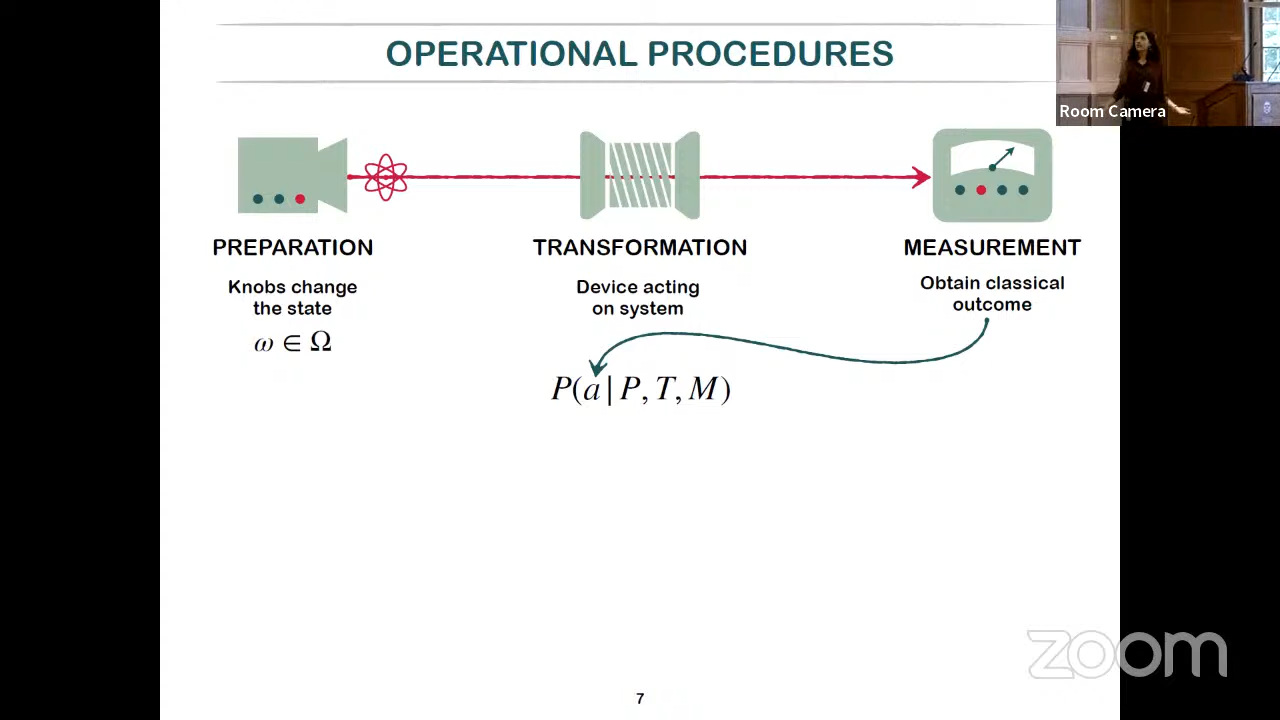 OPERATIONAL PROCEDURES
Room Camera
PREPARATION
Knobs change
the state
ω ∈ Ω
TRANSFORMATION
Device acting
on system
MEASUREMENT
Obtain classical
outcome
P(a | P, T, M)
zoom
7